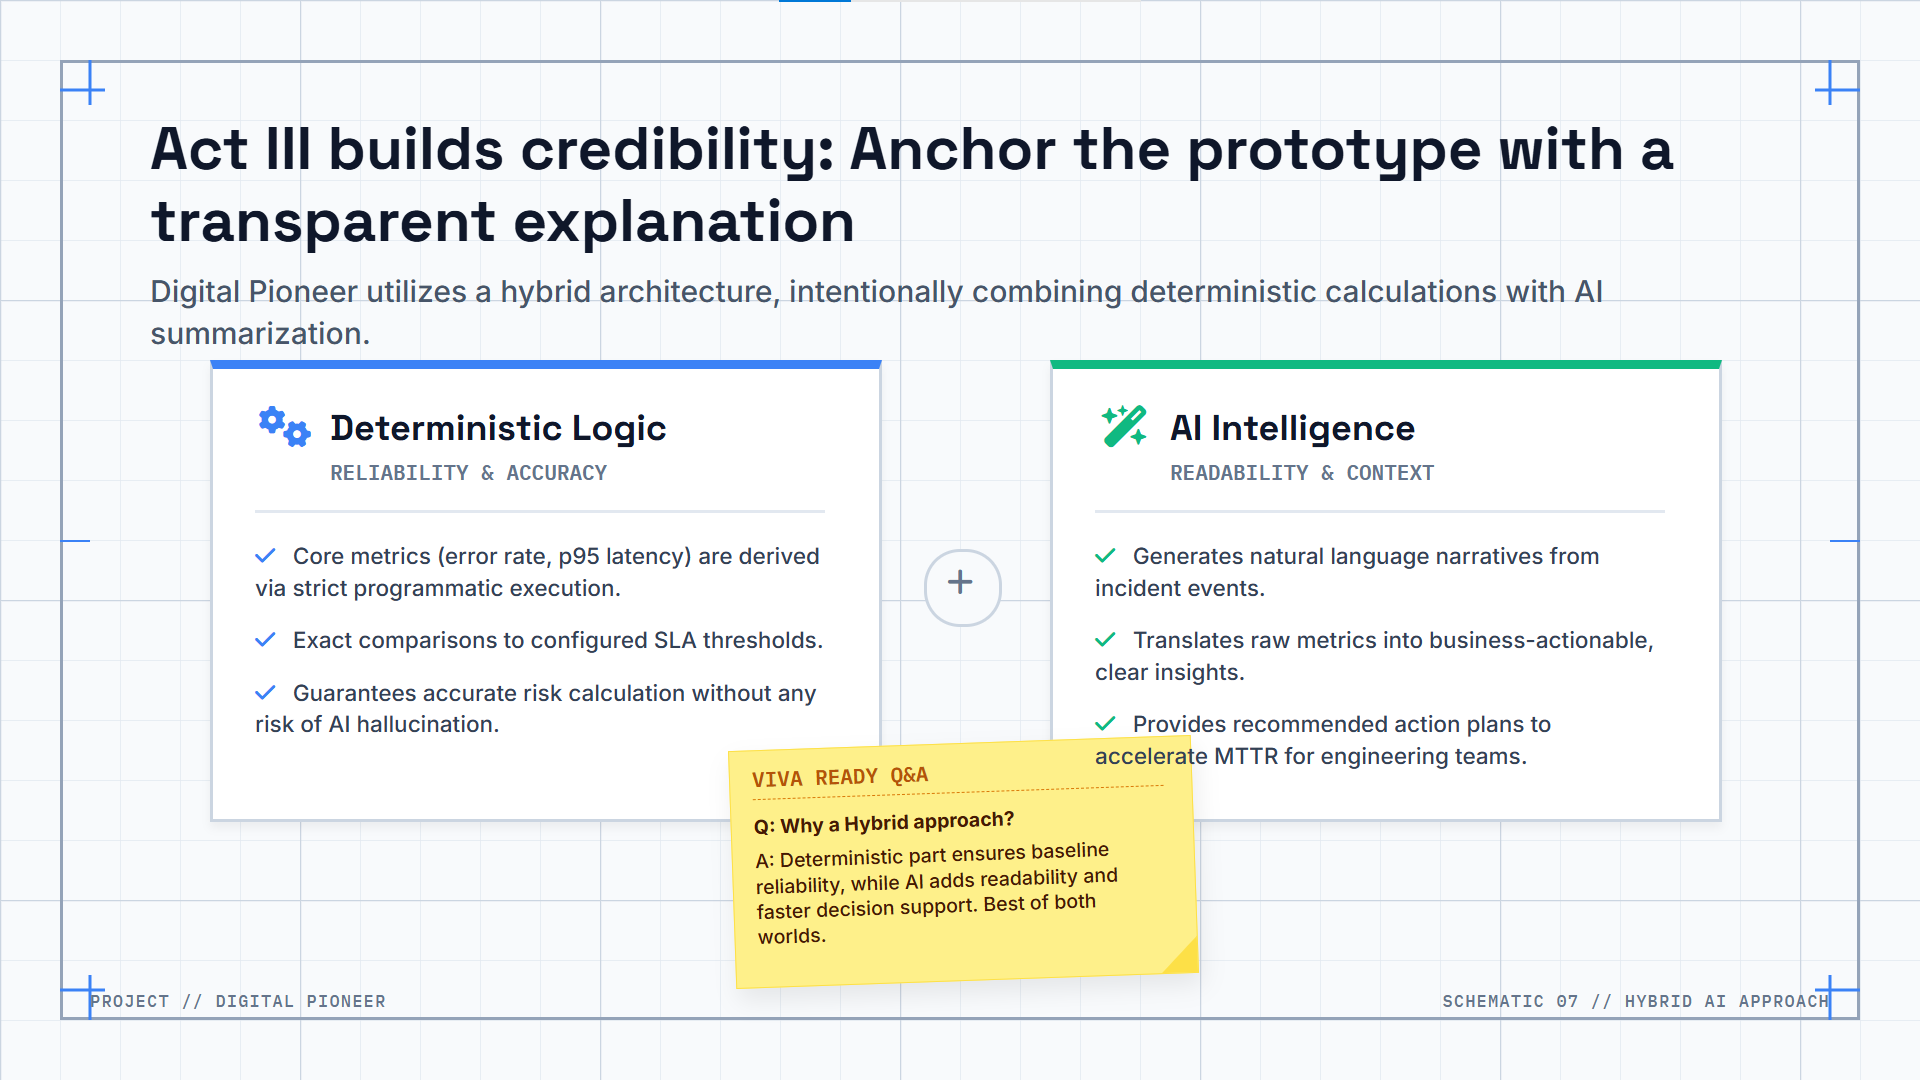 Act III builds credibility: Anchor the prototype with a
transparent explanation
Digital Pioneer utilizes a hybrid architecture, intentionally combining deterministic calculations with AI
summarization.
Deterministic Logic
RELIABILITY & ACCURACY
Core metrics (error rate, p95 latency) are derived
via strict programmatic execution.
Exact comparisons to configured SLA thresholds.
Guarantees accurate risk calculation without any
risk of AI hallucination.
+
AI Intelligence
READABILITY & CONTEXT
Generates natural language narratives from
incident events.
Translates raw metrics into business-actionable,
clear insights.
Provides recommended action plans to
accelerate MTTR for engineering teams.
VIVA READY Q&A
Q: Why a Hybrid approach?
A: Deterministic part ensures baseline
reliability, while AI adds readability and
faster decision support. Best of both
worlds.
PROJECT // DIGITAL PIONEER
SCHEMATIC 07 // HYBRID AI APPROACH